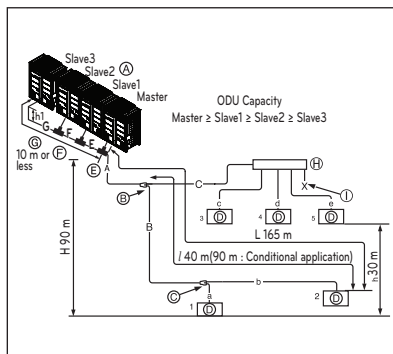 Slave3
Slave2 Ⓐ
Slave1
Master
ODU Capacity
Master ≥ Slave1 ≥ Slave2 ≥ Slave3
h1
G F E
Ⓖ Ⓕ
10 m or less
Ⓔ A
Ⓗ
C X Ⓘ
Ⓑ
c d e
3 Ⓓ 4 Ⓓ 5 Ⓓ
L 165 m
H 90 m
B
l 40 m(90 m : Conditional application)
h 30 m
Ⓒ b
a 2 Ⓓ
1 Ⓓ